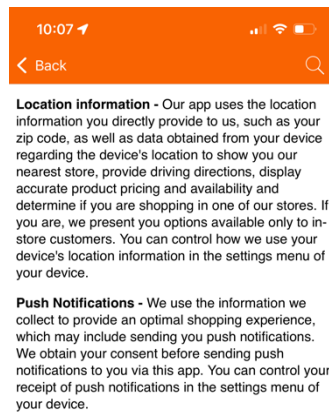 10:07
Back
Location information - Our app uses the location
information you directly provide to us, such as your
zip code, as well as data obtained from your device
regarding the device's location to show you our
nearest store, provide driving directions, display
accurate product pricing and availability and
determine if you are shopping in one of our stores. If
you are, we present you options available only to in-
store customers. You can control how we use your
device's location information in the settings menu of
your device.
Push Notifications - We use the information we
collect to provide an optimal shopping experience,
which may include sending you push notifications.
We obtain your consent before sending push
notifications to you via this app. You can control your
receipt of push notifications in the settings menu of
your device.